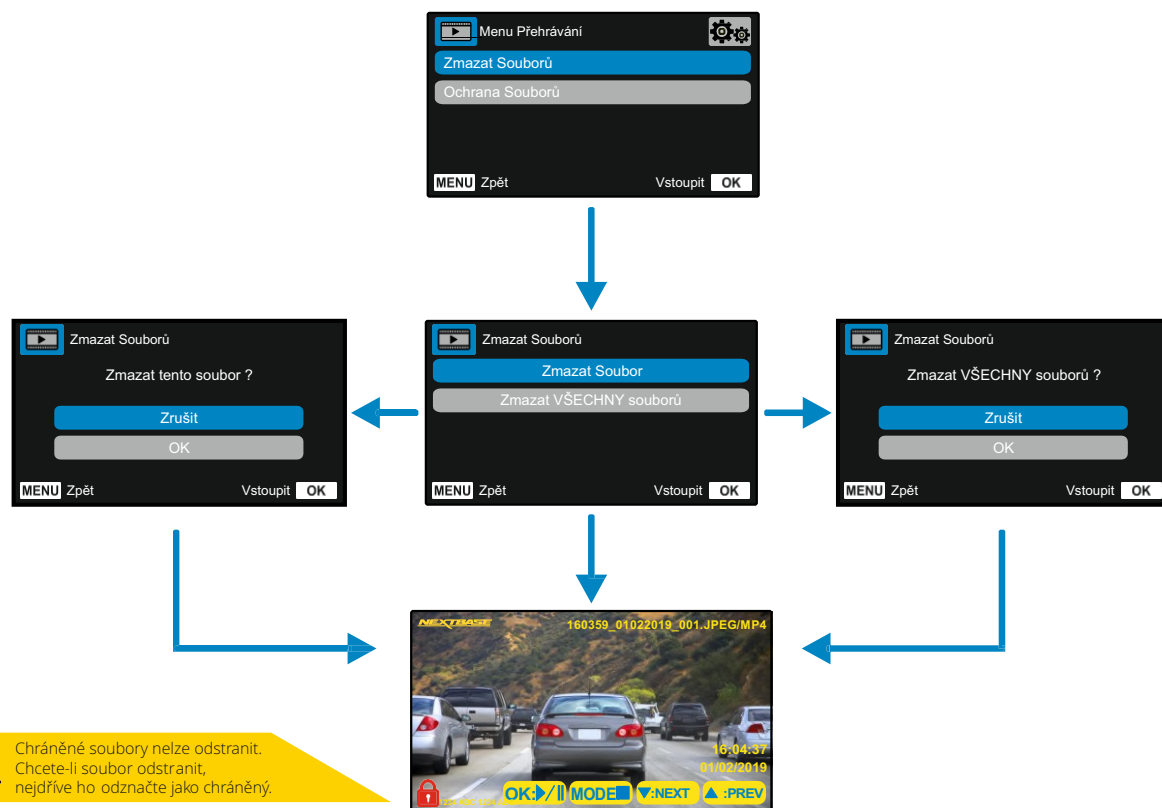 Menu Přehrávání
Zmazat Souborů
Ochrana Souborů
MENU Zpět Vstoupit OK
Zmazat Souborů
Zmazat tento soubor ?
Zrušit
OK
MENU Zpět Vstoupit OK
Zmazat Souborů
Zmazat Soubor
Zmazat VŠECHNY souborů
MENU Zpět Vstoupit OK
Zmazat Souborů
Zmazat VŠECHNY souborů ?
Zrušit
OK
MENU Zpět Vstoupit OK
NEXTBASE 160359_01022019_001.JPEG/MP4
16:04:37
01/02/2019
OK: MODE :NEXT :PREV
Chráněné soubory nelze odstranit.
Chcete-li soubor odstranit,
nejdříve ho odznačte jako chráněný.